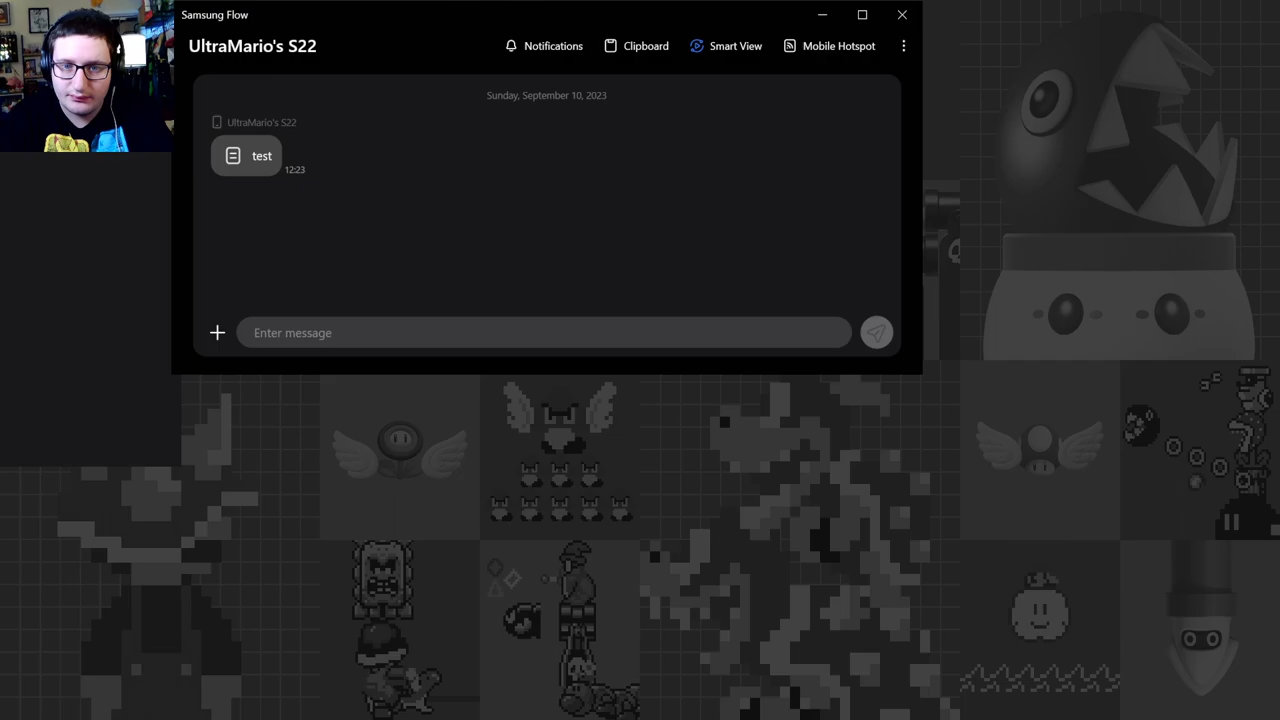 Samsung Flow
UltraMario's S22
Notifications
Clipboard
Smart View
Mobile Hotspot
Sunday, September 10, 2023
UltraMario's S22
test
12:23
Enter message